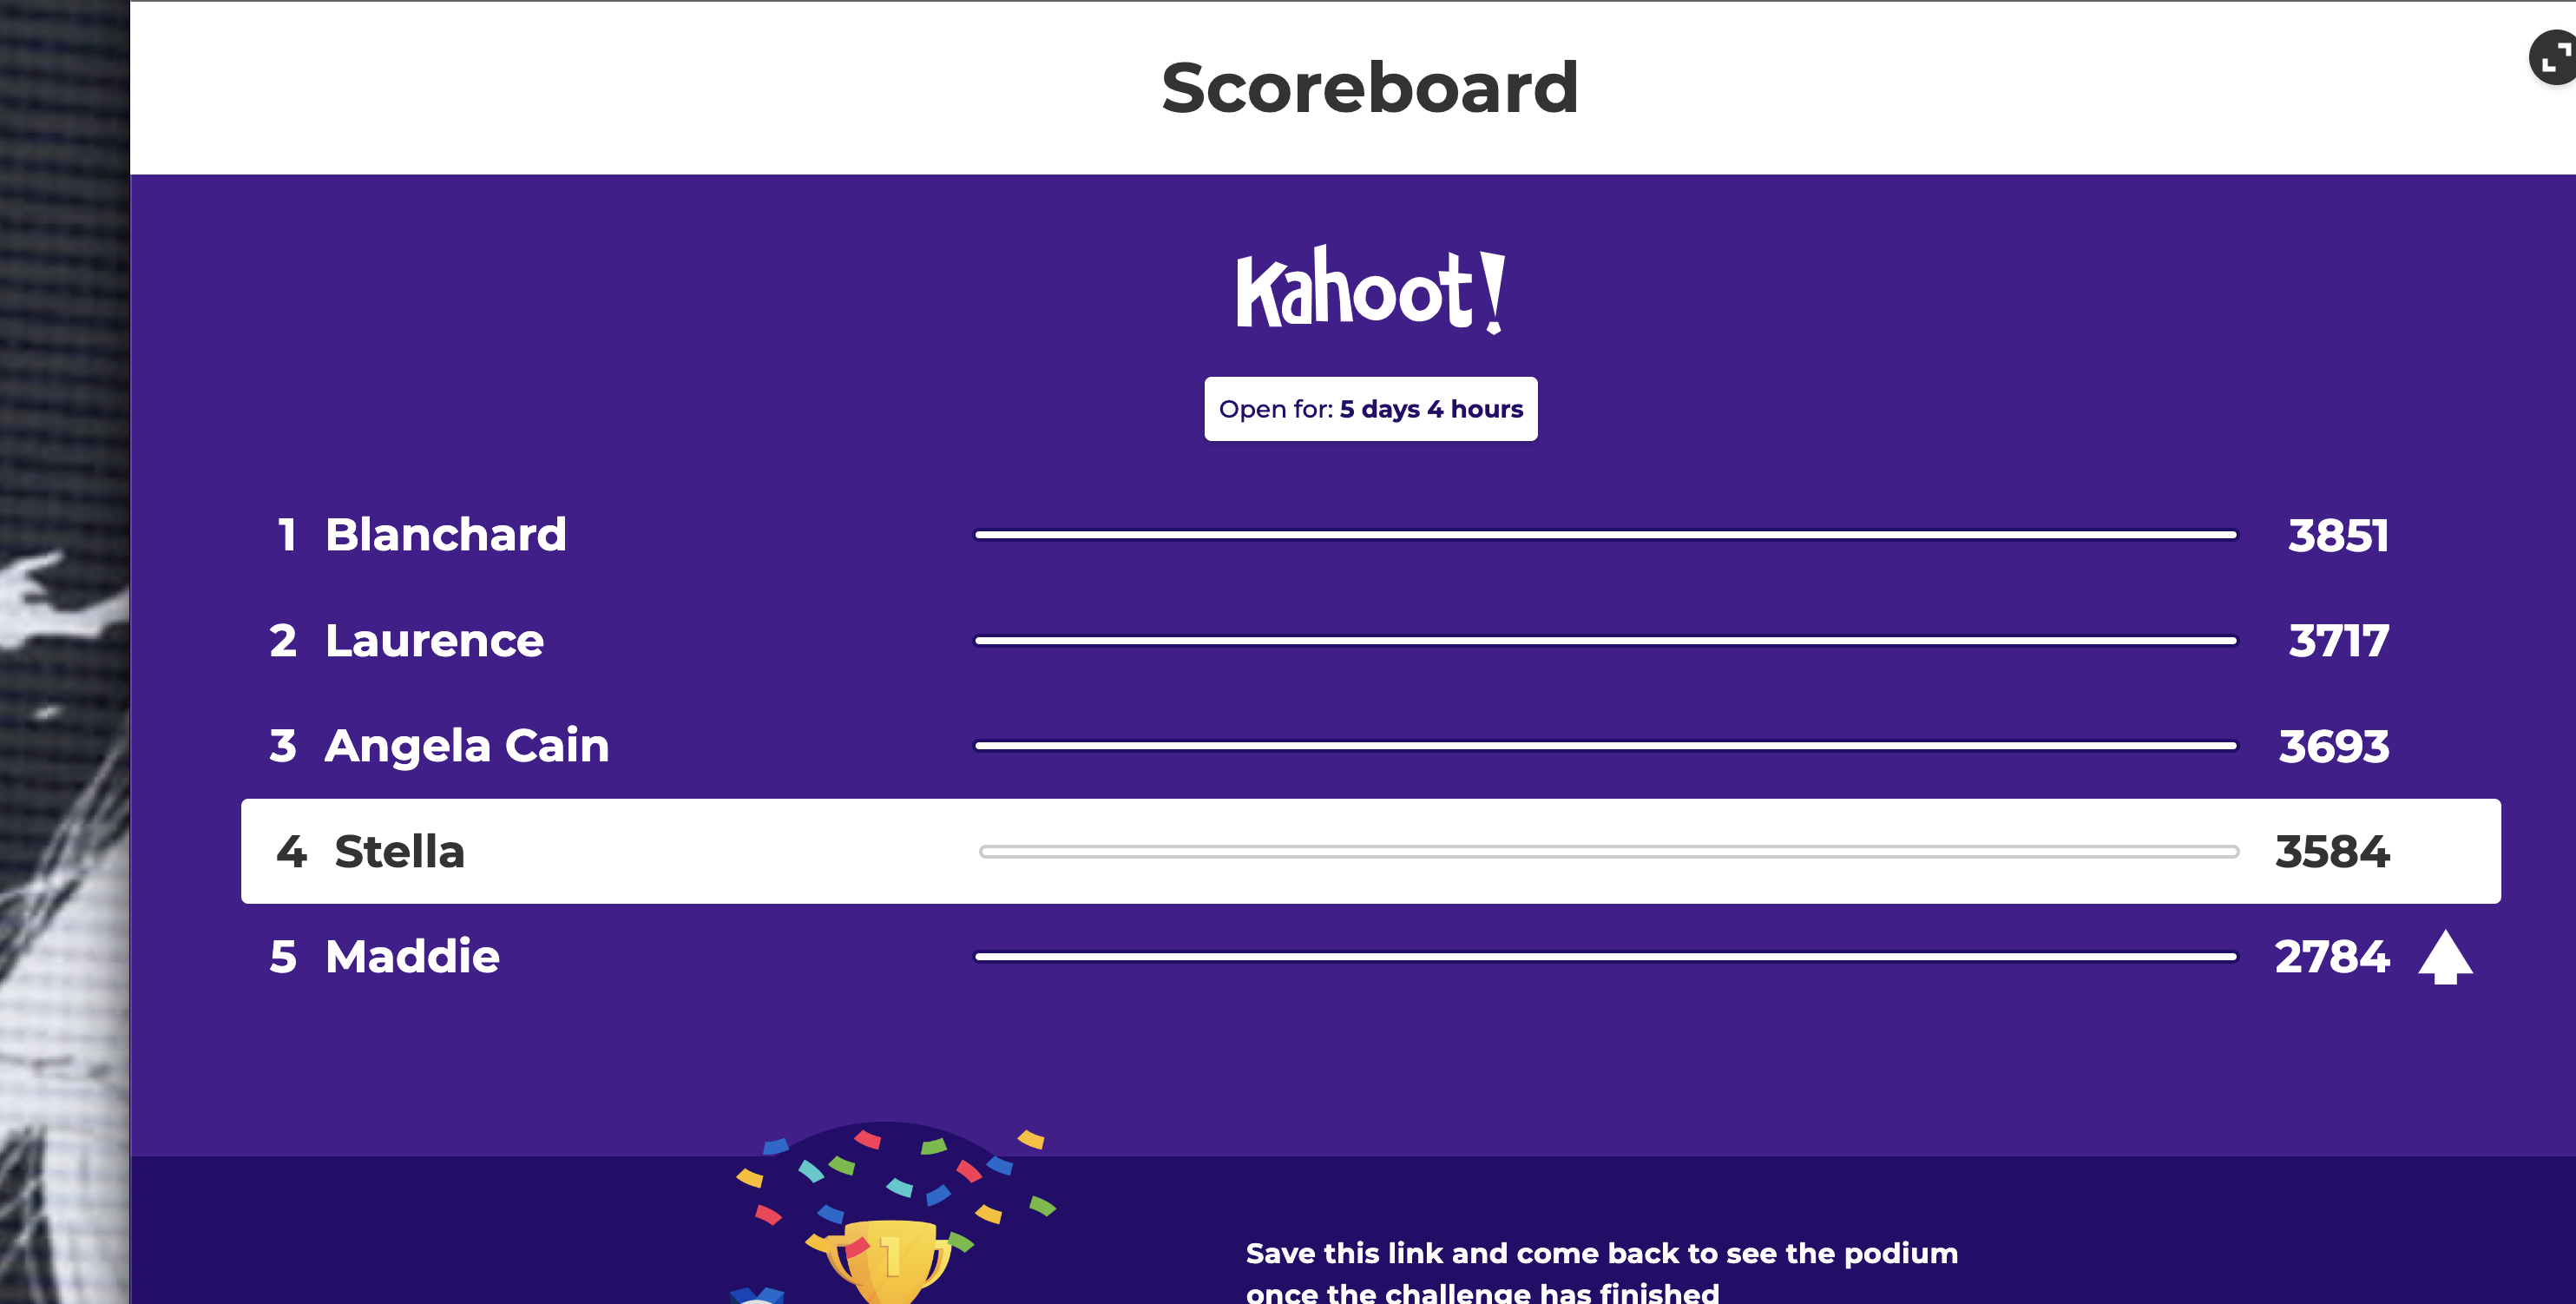 Scoreboard
Kahoot!
Open for: 5 days 4 hours
1 Blanchard 3851
2 Laurence 3717
3 Angela Cain 3693
4 Stella 3584
5 Maddie 2784
1
Save this link and come back to see the podium
once the challenge has finished